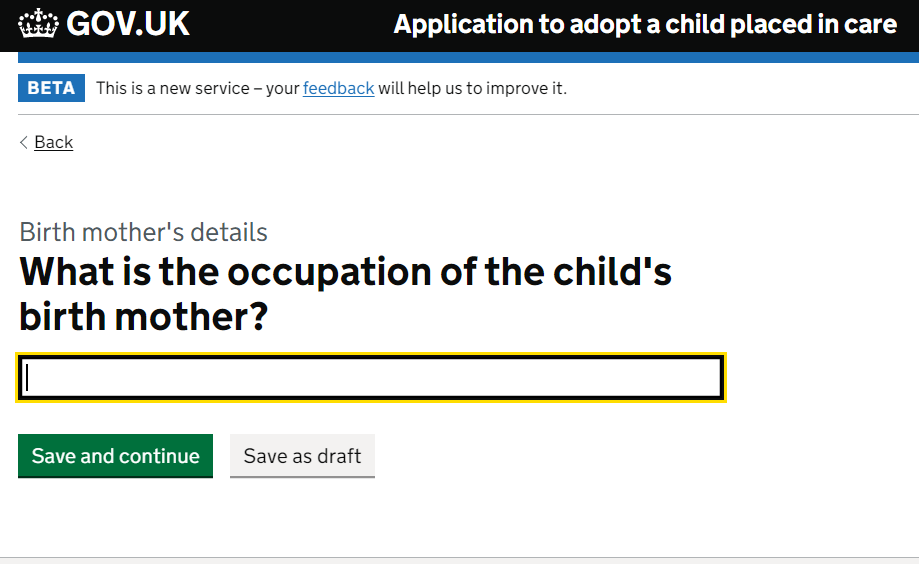 GOV.UK Application to adopt a child placed in care
BETA This is a new service – your feedback will help us to improve it.
Back
Birth mother's details
What is the occupation of the child's
birth mother?
Save and continue Save as draft